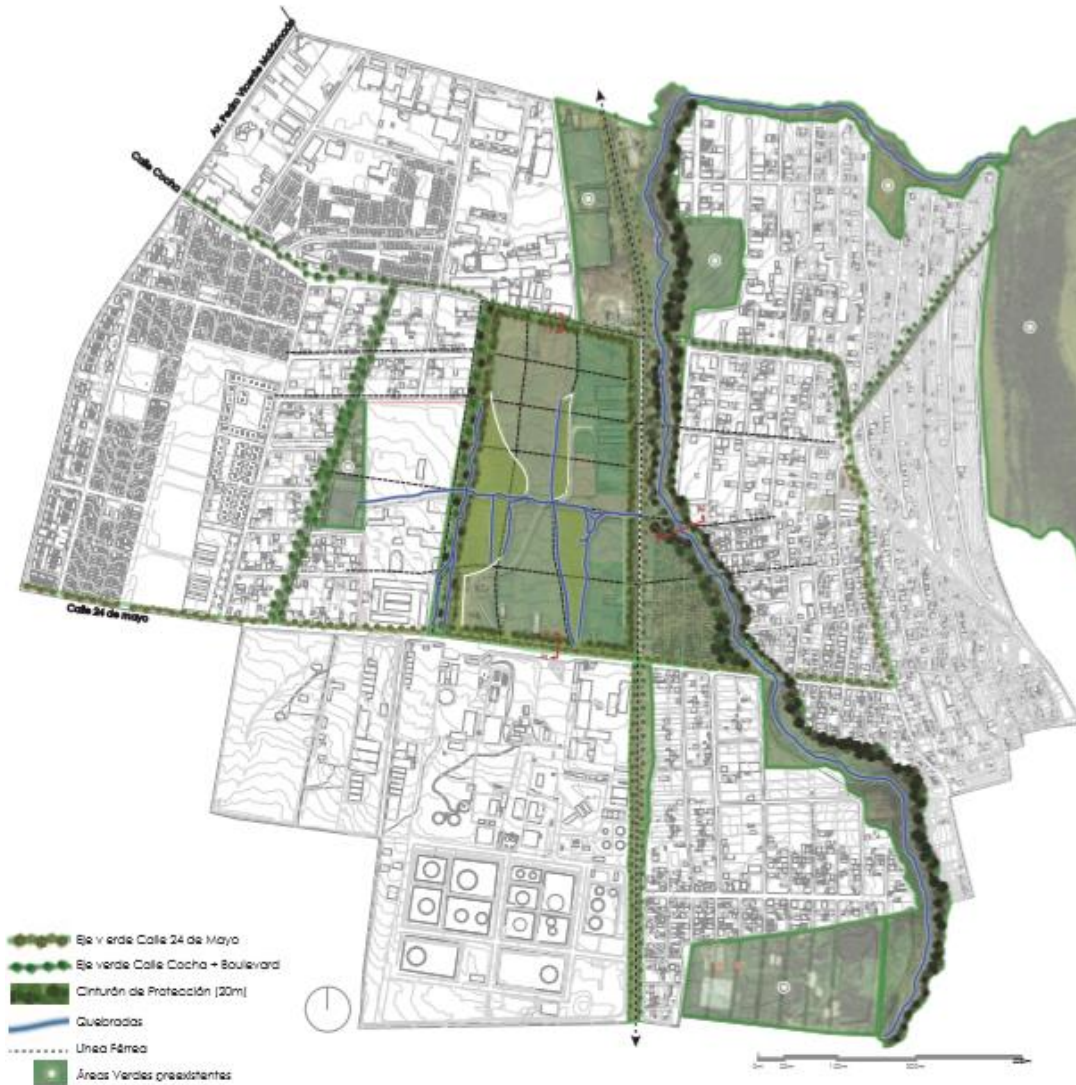 Av. Pedro Vicente Maldonado
Calle Cocha
Calle 24 de mayo
Eje v erde Calle 24 de Mayo
Eje verde Calle Cocha + Boulevard
Cinturón de Protección (20m)
Quebradas
Línea Férrea
Áreas Verdes preexistentes